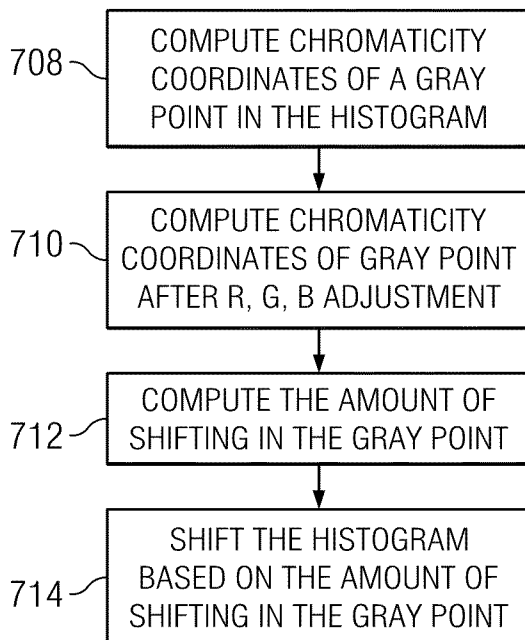 708
COMPUTE CHROMATICITY
COORDINATES OF A GRAY
POINT IN THE HISTOGRAM
710
COMPUTE CHROMATICITY
COORDINATES OF GRAY POINT
AFTER R, G, B ADJUSTMENT
712
COMPUTE THE AMOUNT OF
SHIFTING IN THE GRAY POINT
714
SHIFT THE HISTOGRAM
BASED ON THE AMOUNT OF
SHIFTING IN THE GRAY POINT